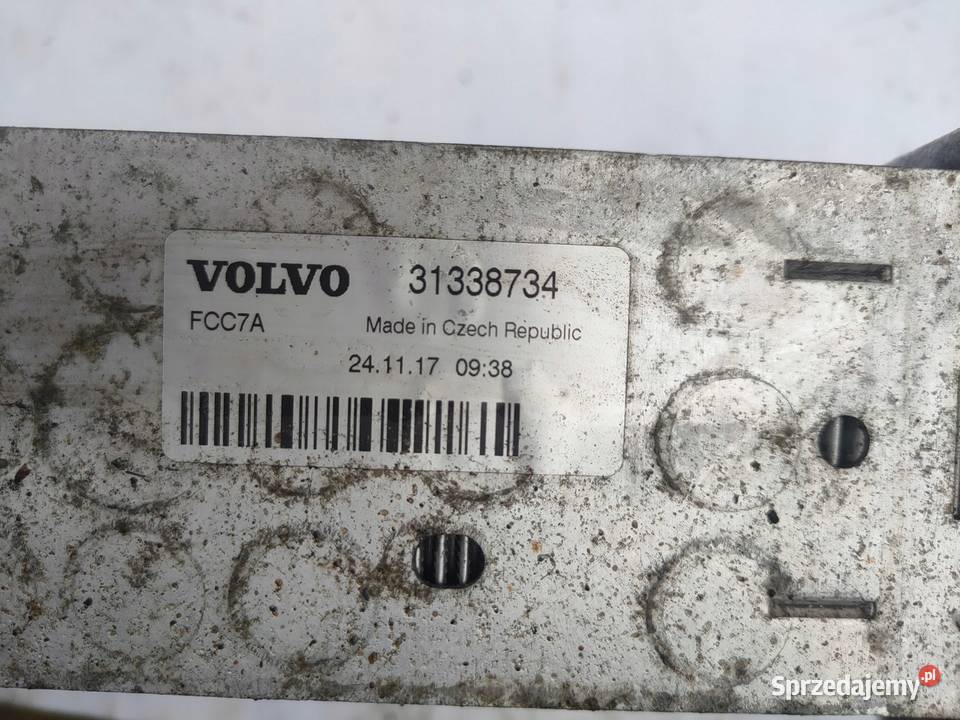 VOLVO 31338734
FCC7A Made in Czech Republic
24.11.17 09:38
Sprzedajemy.pl